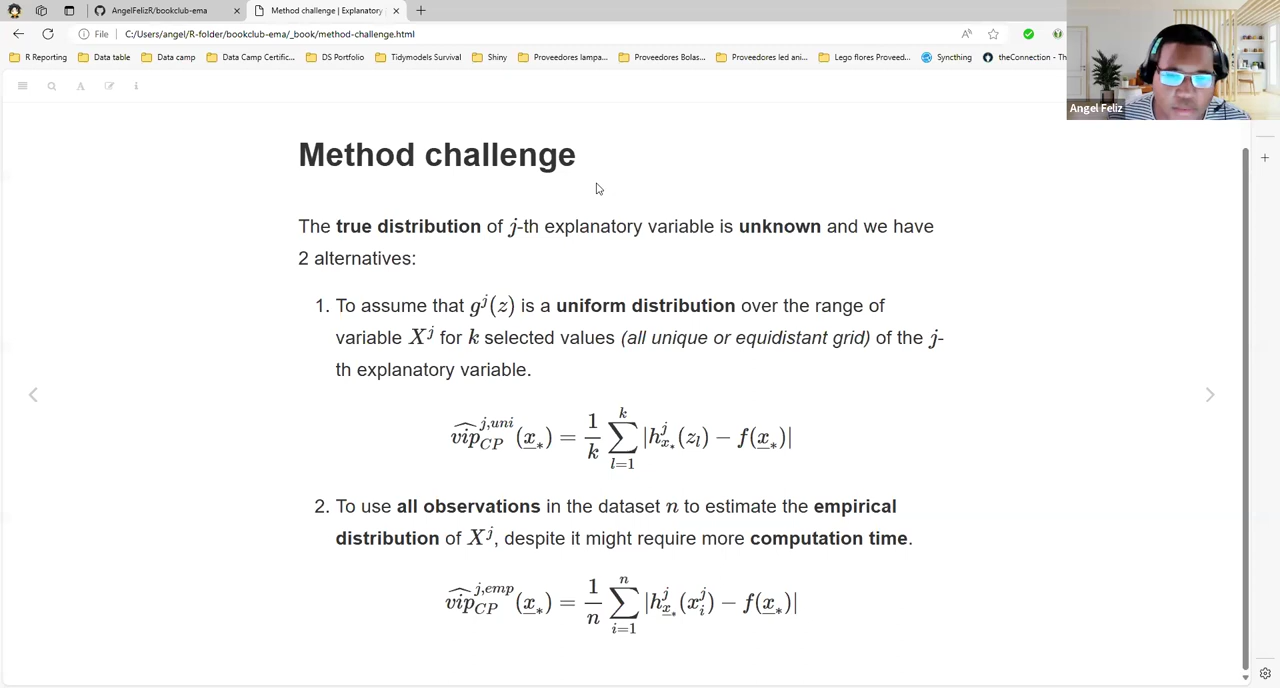 AngelFelizR/bookclub-ema
Method challenge | Explanatory
File
C:/Users/angel/R-folder/bookclub-ema/_book/method-challenge.html
R Reporting
Data table
Data camp
Data Camp Certific...
DS Portfolio
Tidymodels Survival
Shiny
Proveedores lampa...
Proveedores Bolas...
Proveedores led ani...
Lego flores Proveed...
Syncthing
theConnection - Th
Angel Feliz
Method challenge
The true distribution of j-th explanatory variable is unknown and we have
2 alternatives:
1. To assume that g^j(z) is a uniform distribution over the range of
variable X^j for k selected values (all unique or equidistant grid) of the j-
th explanatory variable.
\widehat{vip}_{CP}^{j,uni}(\underline{x}_*) = \frac{1}{k} \sum_{l=1}^{k} |h_{x_*}^{j}(z_l) − f(\underline{x}_*)|
2. To use all observations in the dataset n to estimate the empirical
distribution of X^j, despite it might require more computation time.
\widehat{vip}_{CP}^{j,emp}(\underline{x}_*) = \frac{1}{n} \sum_{i=1}^{n} |h_{\underline{x}_*}^{j}(x_i^j) − f(\underline{x}_*)|